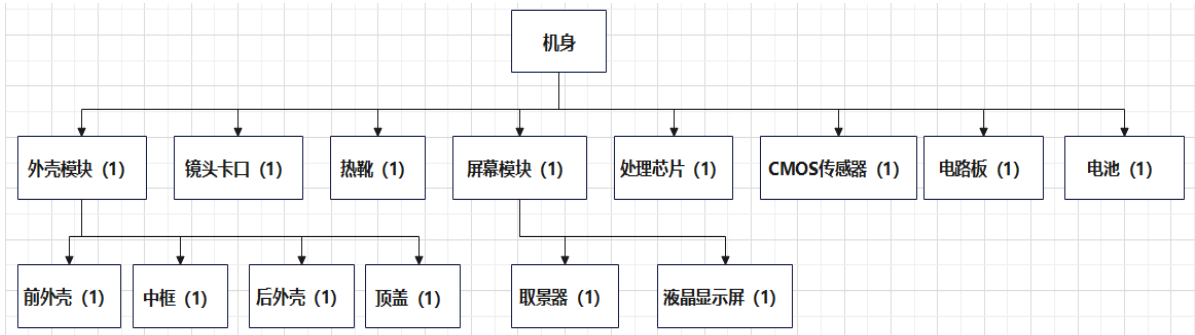 机身
外壳模块（1）
镜头卡口（1）
热靴（1）
屏幕模块（1）
处理芯片（1）
CMOS传感器（1）
电路板（1）
电池（1）
前外壳（1）
中框（1）
后外壳（1）
顶盖（1）
取景器（1）
液晶显示屏（1）